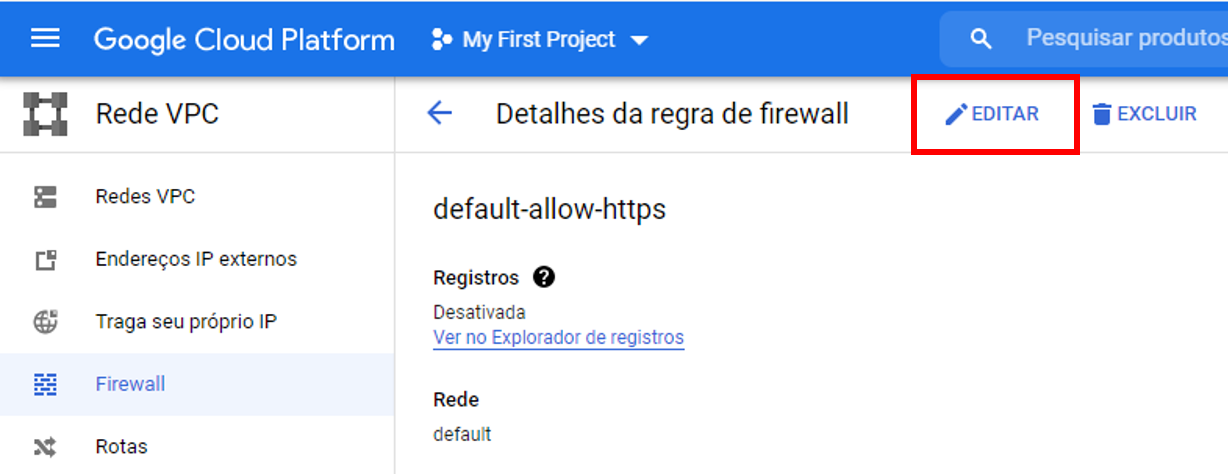 Google Cloud Platform My First Project Pesquisar produtos
Rede VPC
Detalhes da regra de firewall EDITAR EXCLUIR
Redes VPC
Endereços IP externos
Traga seu próprio IP
Firewall
Rotas
default-allow-https
Registros
Desativada
Ver no Explorador de registros
Rede
default